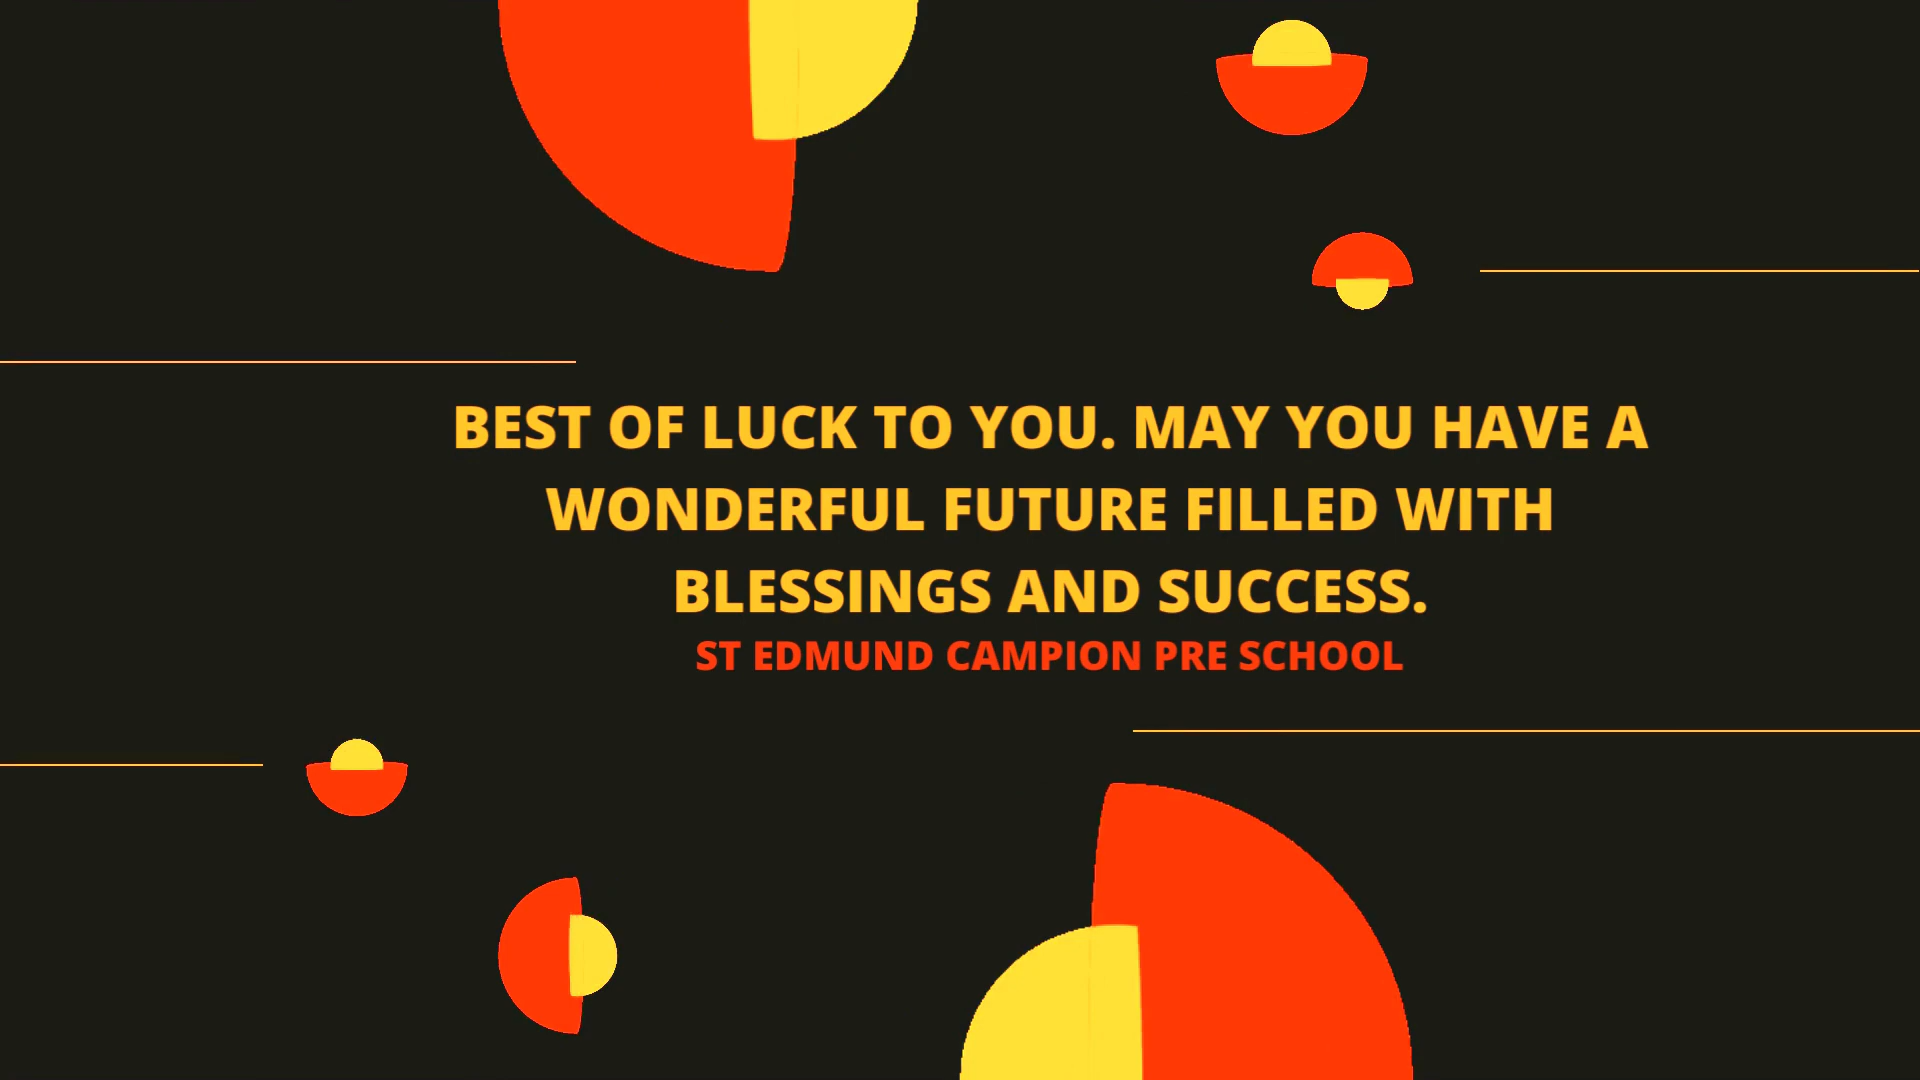 BEST OF LUCK TO YOU. MAY YOU HAVE A
WONDERFUL FUTURE FILLED WITH
BLESSINGS AND SUCCESS.
ST EDMUND CAMPION PRE SCHOOL